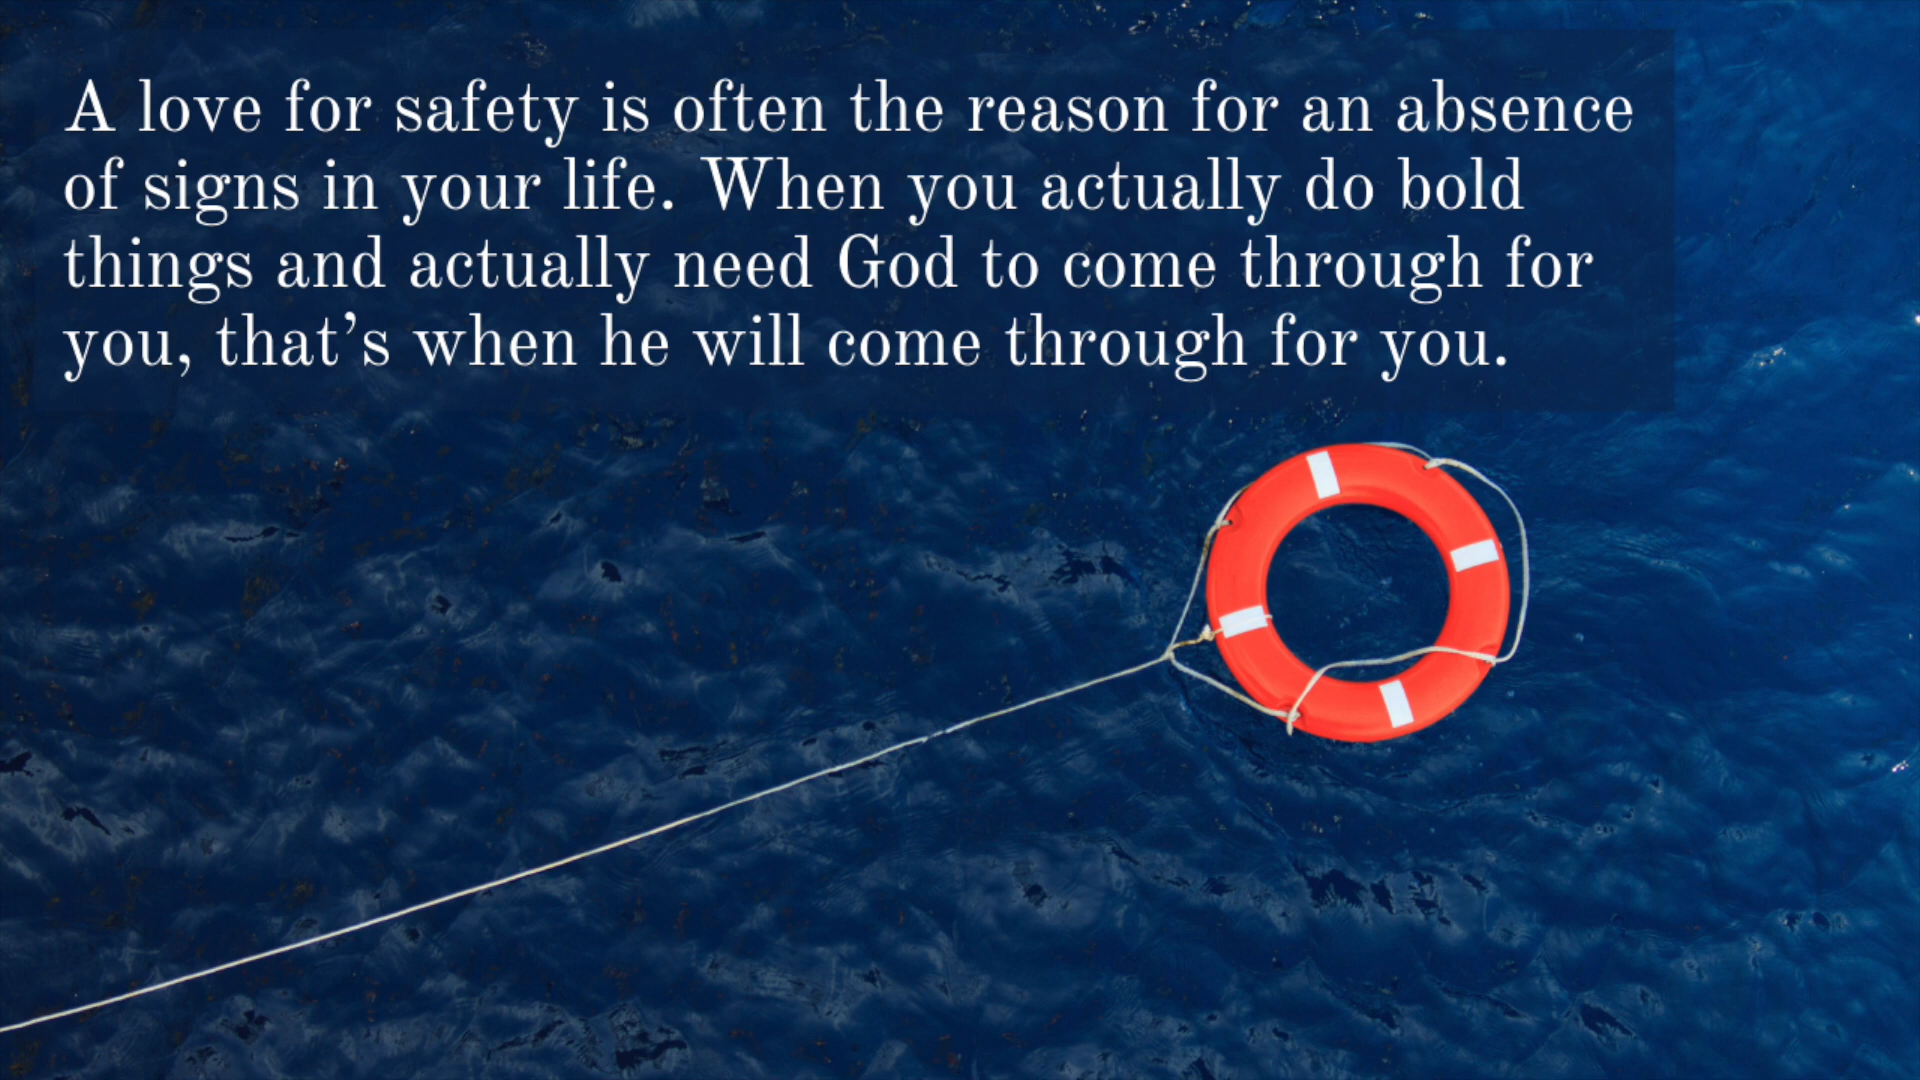 A love for safety is often the reason for an absence
of signs in your life. When you actually do bold
things and actually need God to come through for
you, that’s when he will come through for you.